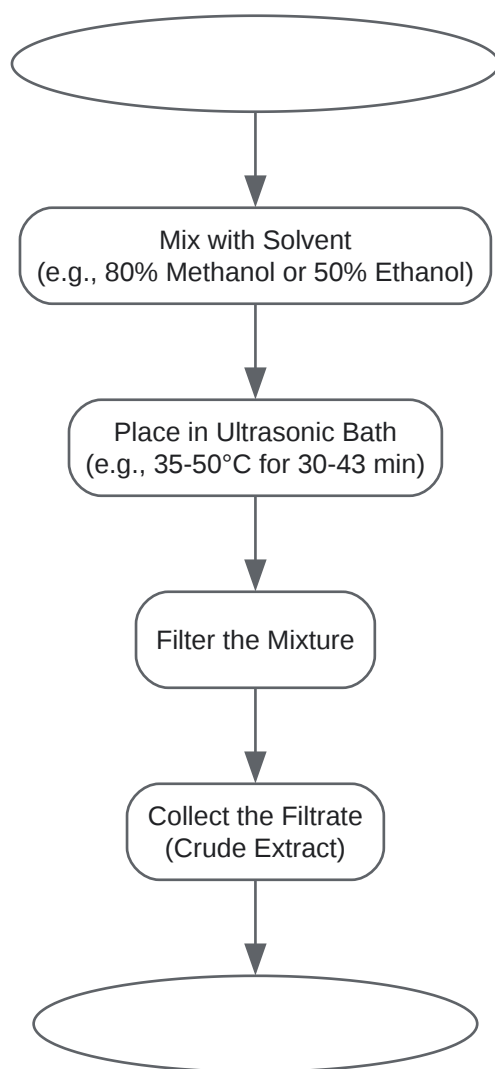 Mix with Solvent
(e.g., 80% Methanol or 50% Ethanol)
Place in Ultrasonic Bath
(e.g., 35-50°C for 30-43 min)
Filter the Mixture
Collect the Filtrate
(Crude Extract)